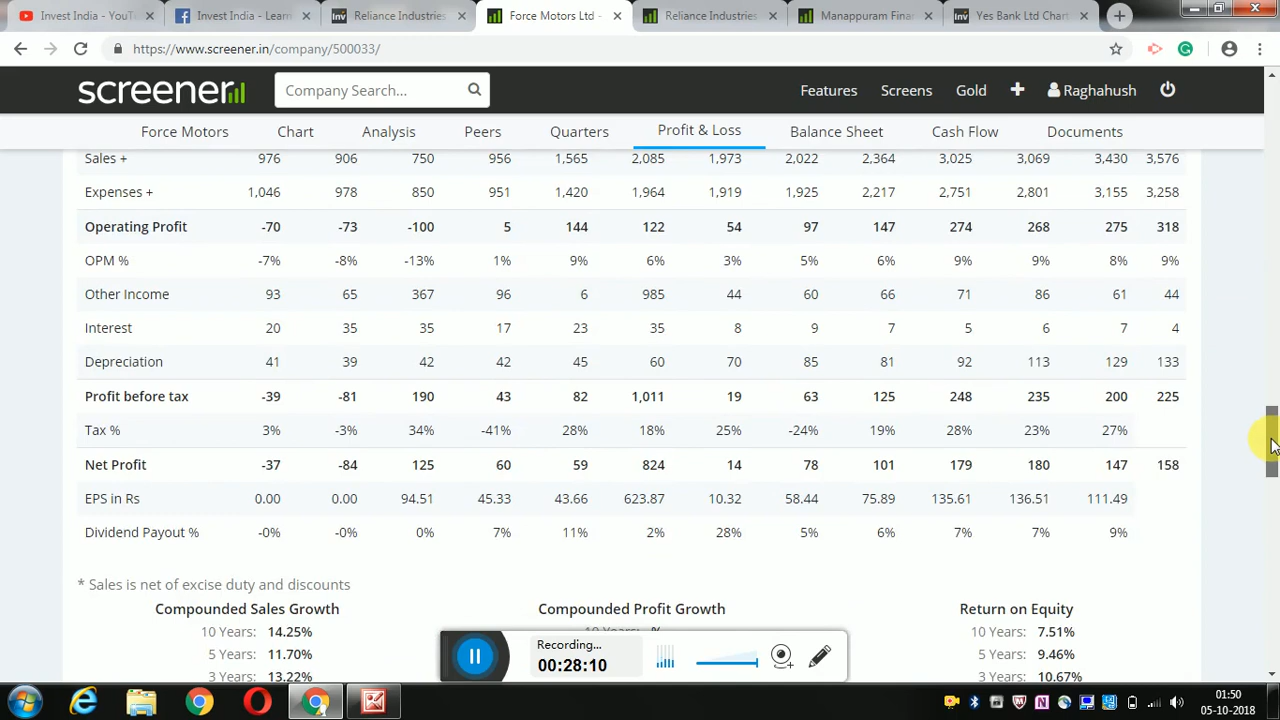 Invest India - YouT
Invest India - Learn
Reliance Industries
Force Motors Ltd -
Reliance Industries
Manappuram Finan
Yes Bank Ltd Chart
https://www.screener.in/company/500033/
screener
Company Search...
Features
Screens
Gold
Raghahush
Force Motors
Chart
Analysis
Peers
Quarters
Profit & Loss
Balance Sheet
Cash Flow
Documents
Sales + 976 906 750 956 1,565 2,085 1,973 2,022 2,364 3,025 3,069 3,430 3,576
Expenses + 1,046 978 850 951 1,420 1,964 1,919 1,925 2,217 2,751 2,801 3,155 3,258
Operating Profit -70 -73 -100 5 144 122 54 97 147 274 268 275 318
OPM % -7% -8% -13% 1% 9% 6% 3% 5% 6% 9% 9% 8% 9%
Other Income 93 65 367 96 6 985 44 60 66 71 86 61 44
Interest 20 35 35 17 23 35 8 9 7 5 6 7 4
Depreciation 41 39 42 42 45 60 70 85 81 92 113 129 133
Profit before tax -39 -81 190 43 82 1,011 19 63 125 248 235 200 225
Tax % 3% -3% 34% -41% 28% 18% 25% -24% 19% 28% 23% 27%
Net Profit -37 -84 125 60 59 824 14 78 101 179 180 147 158
EPS in Rs 0.00 0.00 94.51 45.33 43.66 623.87 10.32 58.44 75.89 135.61 136.51 111.49
Dividend Payout % -0% -0% 0% 7% 11% 2% 28% 5% 6% 7% 7% 9%
* Sales is net of excise duty and discounts
Compounded Sales Growth
Compounded Profit Growth
Return on Equity
10 Years: 14.25%
10 Years: 7.51%
5 Years: 11.70%
5 Years: 9.46%
3 Years: 13.22%
3 Years: 10.67%
Recording...
00:28:10
01:50
05-10-2018